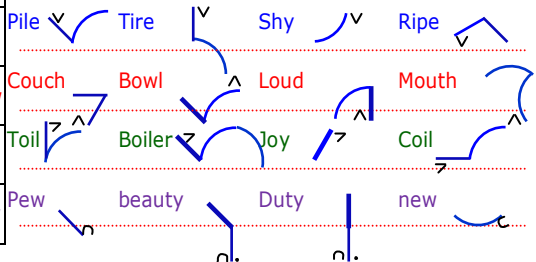 Pile Tire Shy Ripe
Couch Bowl Loud Mouth
Toil Boiler Joy Coil
Pew beauty Duty new